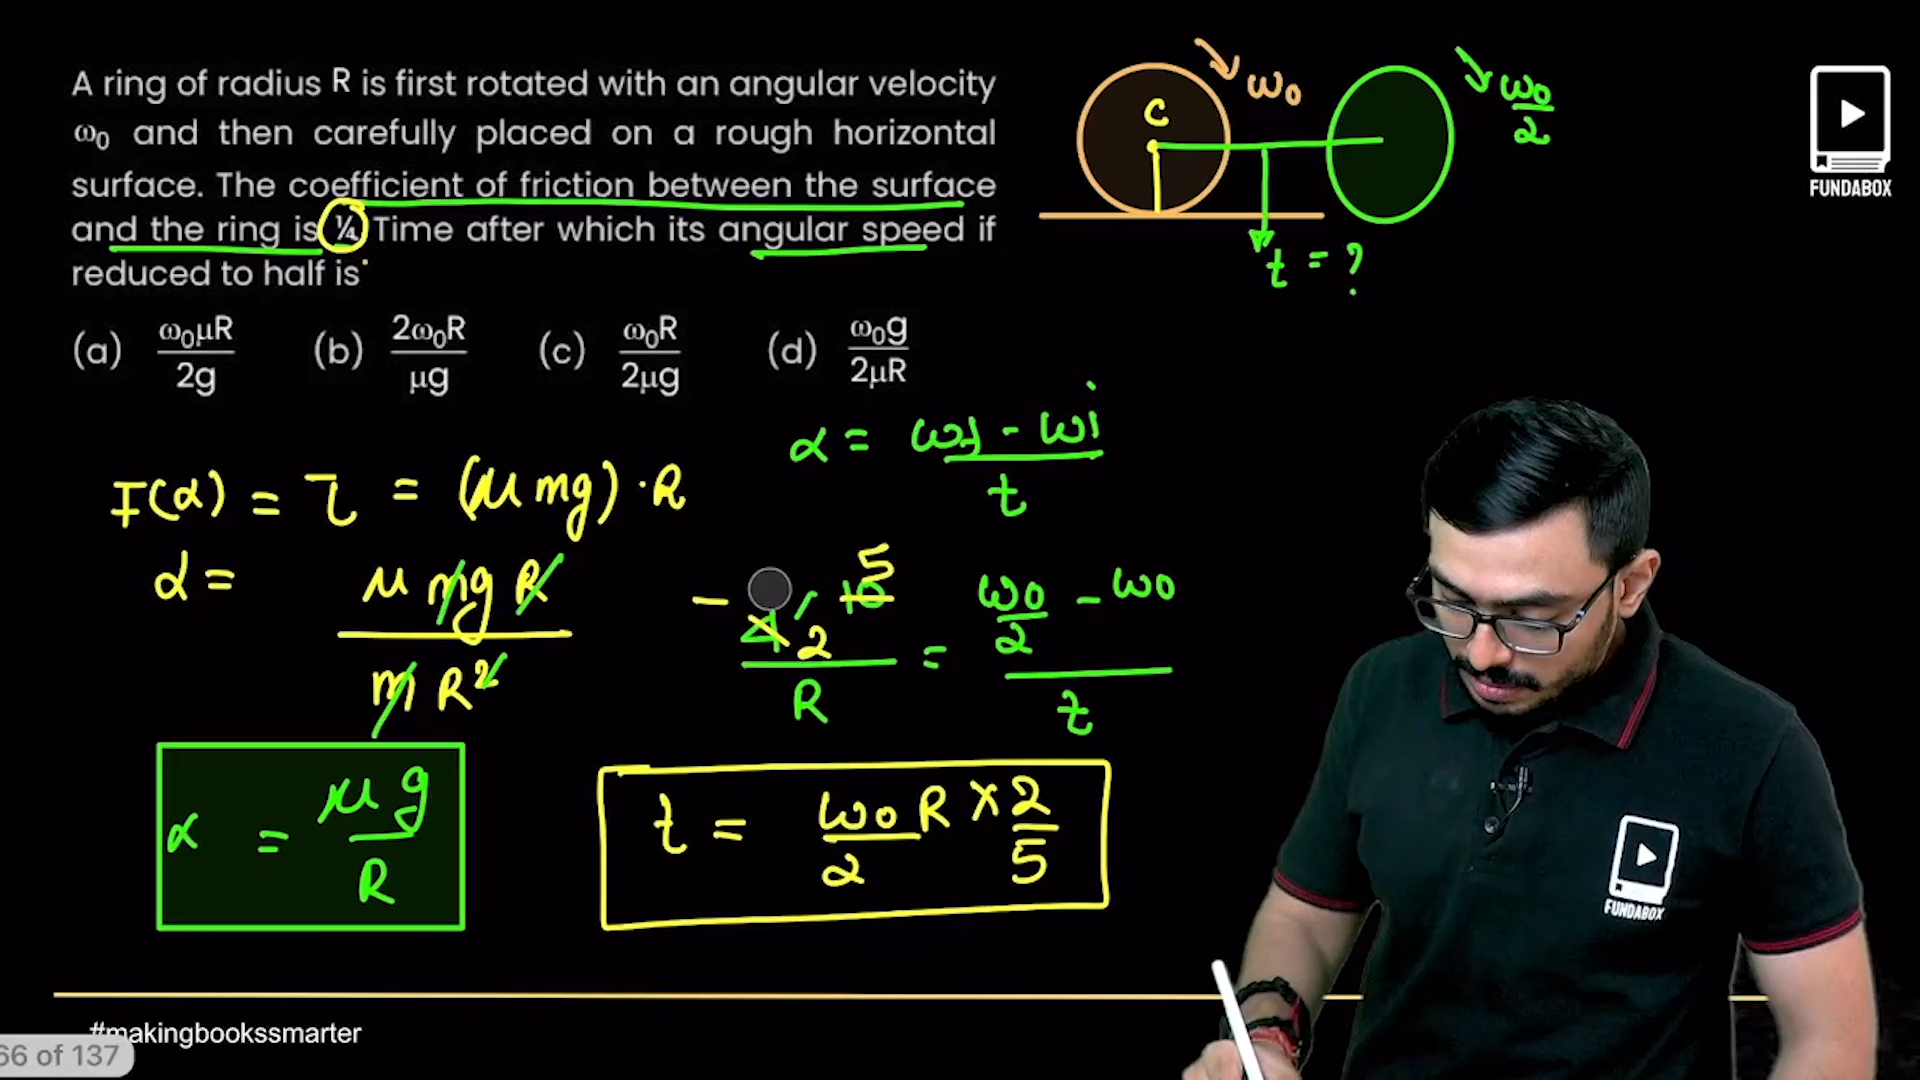 A ring of radius R is first rotated with an angular velocity
ω₀ and then carefully placed on a rough horizontal
surface. The coefficient of friction between the surface
and the ring is ¼ Time after which its angular speed if
reduced to half is
(a) ω₀μR/2g (b) 2ω₀R/μg (c) ω₀R/2μg (d) ω₀g/2μR
C
ω₀
ω₀/2
t = ?
FUNDABOX
α = (ωf - ωi)/t
I(α) = τ = (μmg)·R
α = μmgR/mR²
- 4 2 10 5 / R = (ω₀/2 - ω₀)/t
α = μg/R
t = ω₀R/2 × 2/5
FUNDABOX
#makingbookssmarter
66 of 137